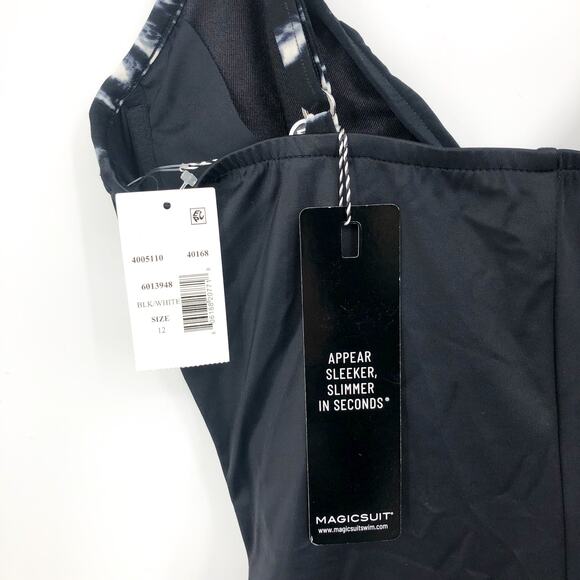 4005110 40168
6013948
BLK/WHITE
SIZE
12
APPEAR
SLEEKER,
SLIMMER
IN SECONDS®
MAGICSUIT®
www.magicsuitswim.com